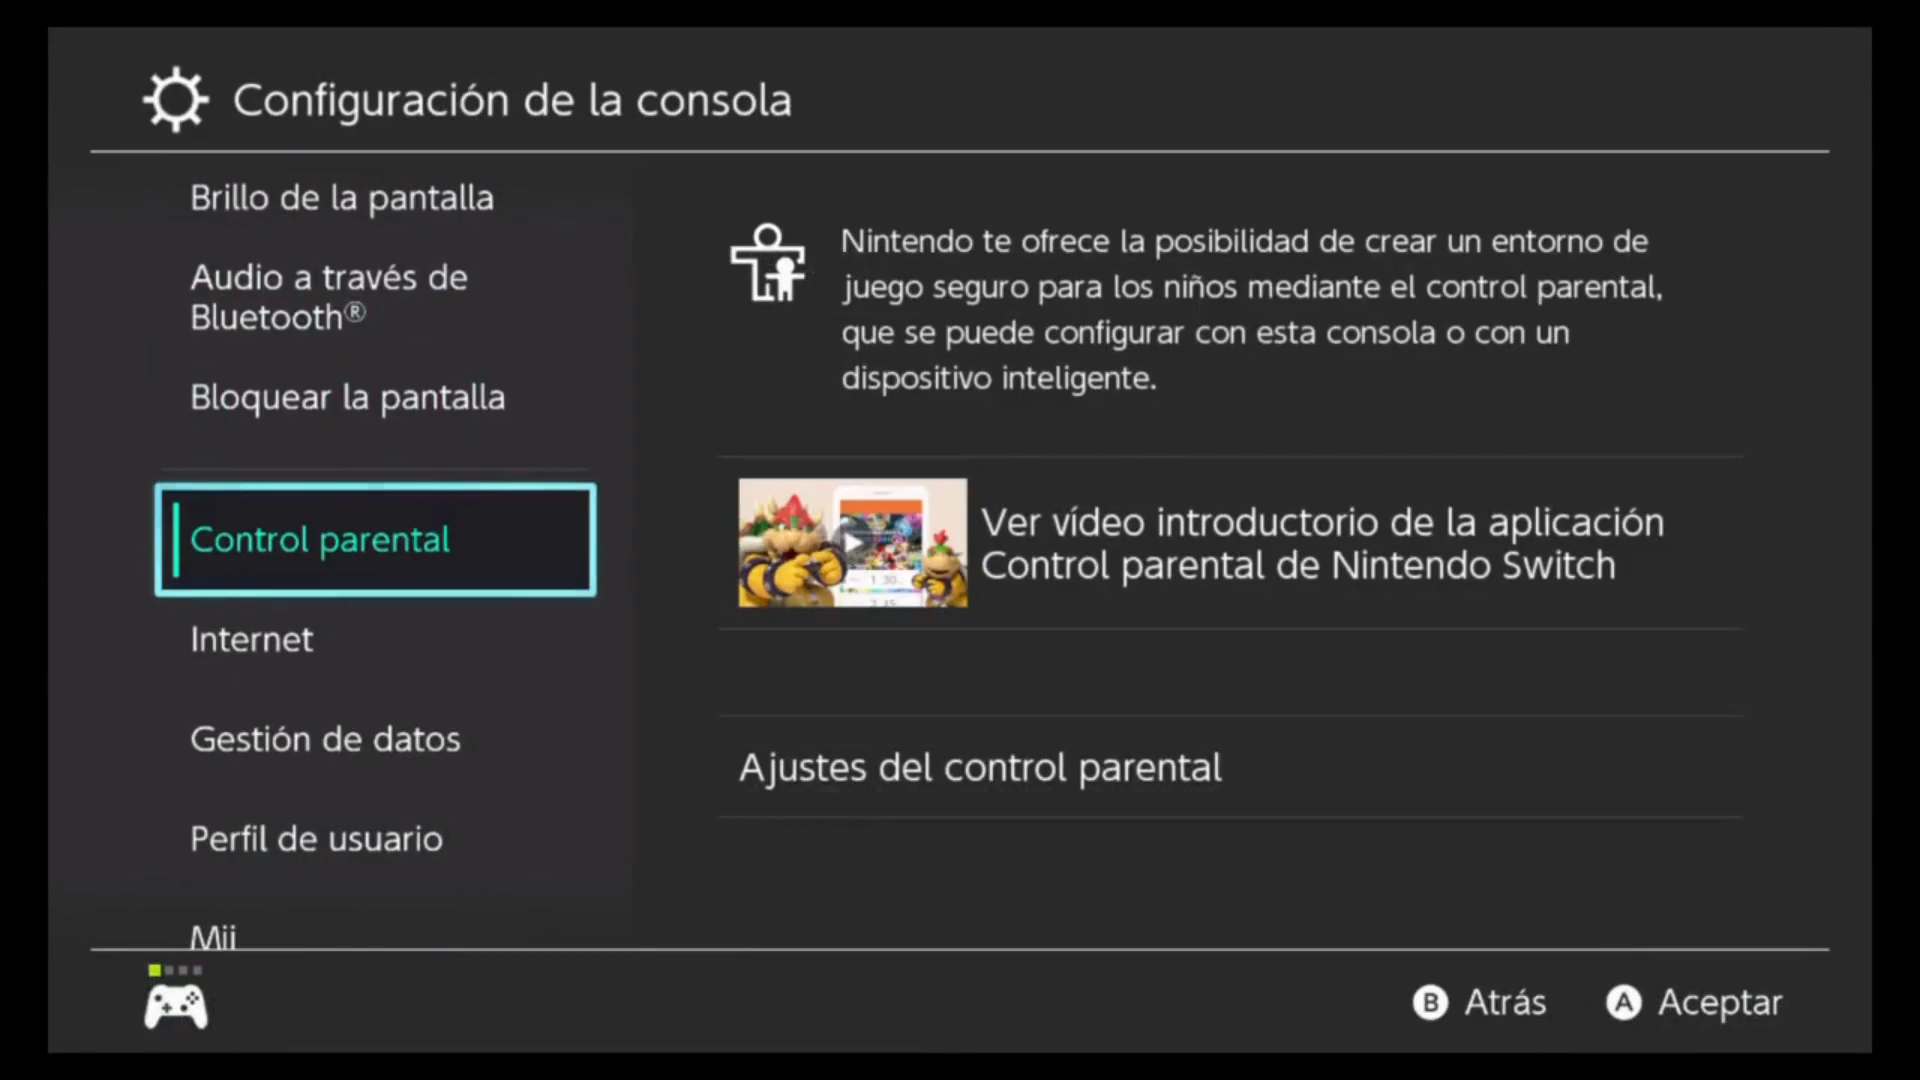 Configuración de la consola
Brillo de la pantalla
Audio a través de
Bluetooth®
Bloquear la pantalla
Control parental
Internet
Gestión de datos
Perfil de usuario
Mii
Nintendo te ofrece la posibilidad de crear un entorno de
juego seguro para los niños mediante el control parental,
que se puede configurar con esta consola o con un
dispositivo inteligente.
Ver vídeo introductorio de la aplicación
Control parental de Nintendo Switch
Ajustes del control parental
B Atrás
A Aceptar